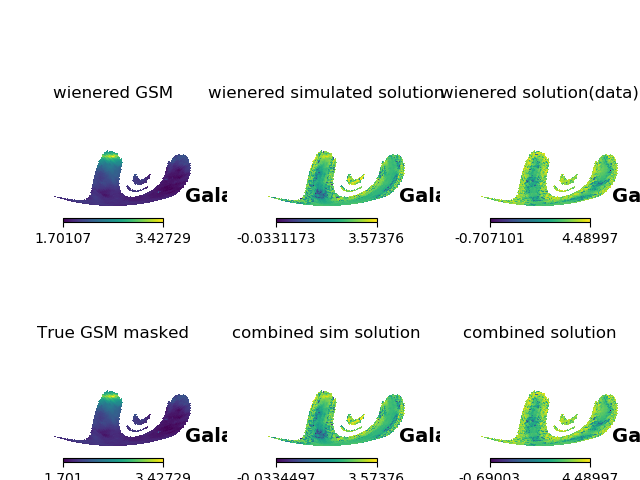 wienered GSM
wienered simulated solution
wienered solution(data)
Gala
Gala
Ga
1.70107 3.42729
-0.0331173 3.57376
-0.707101 4.48997
True GSM masked
combined sim solution
combined solution
Gala
Gala
Ga
1.701 3.42729
-0.0334497 3.57376
-0.69003 4.48997